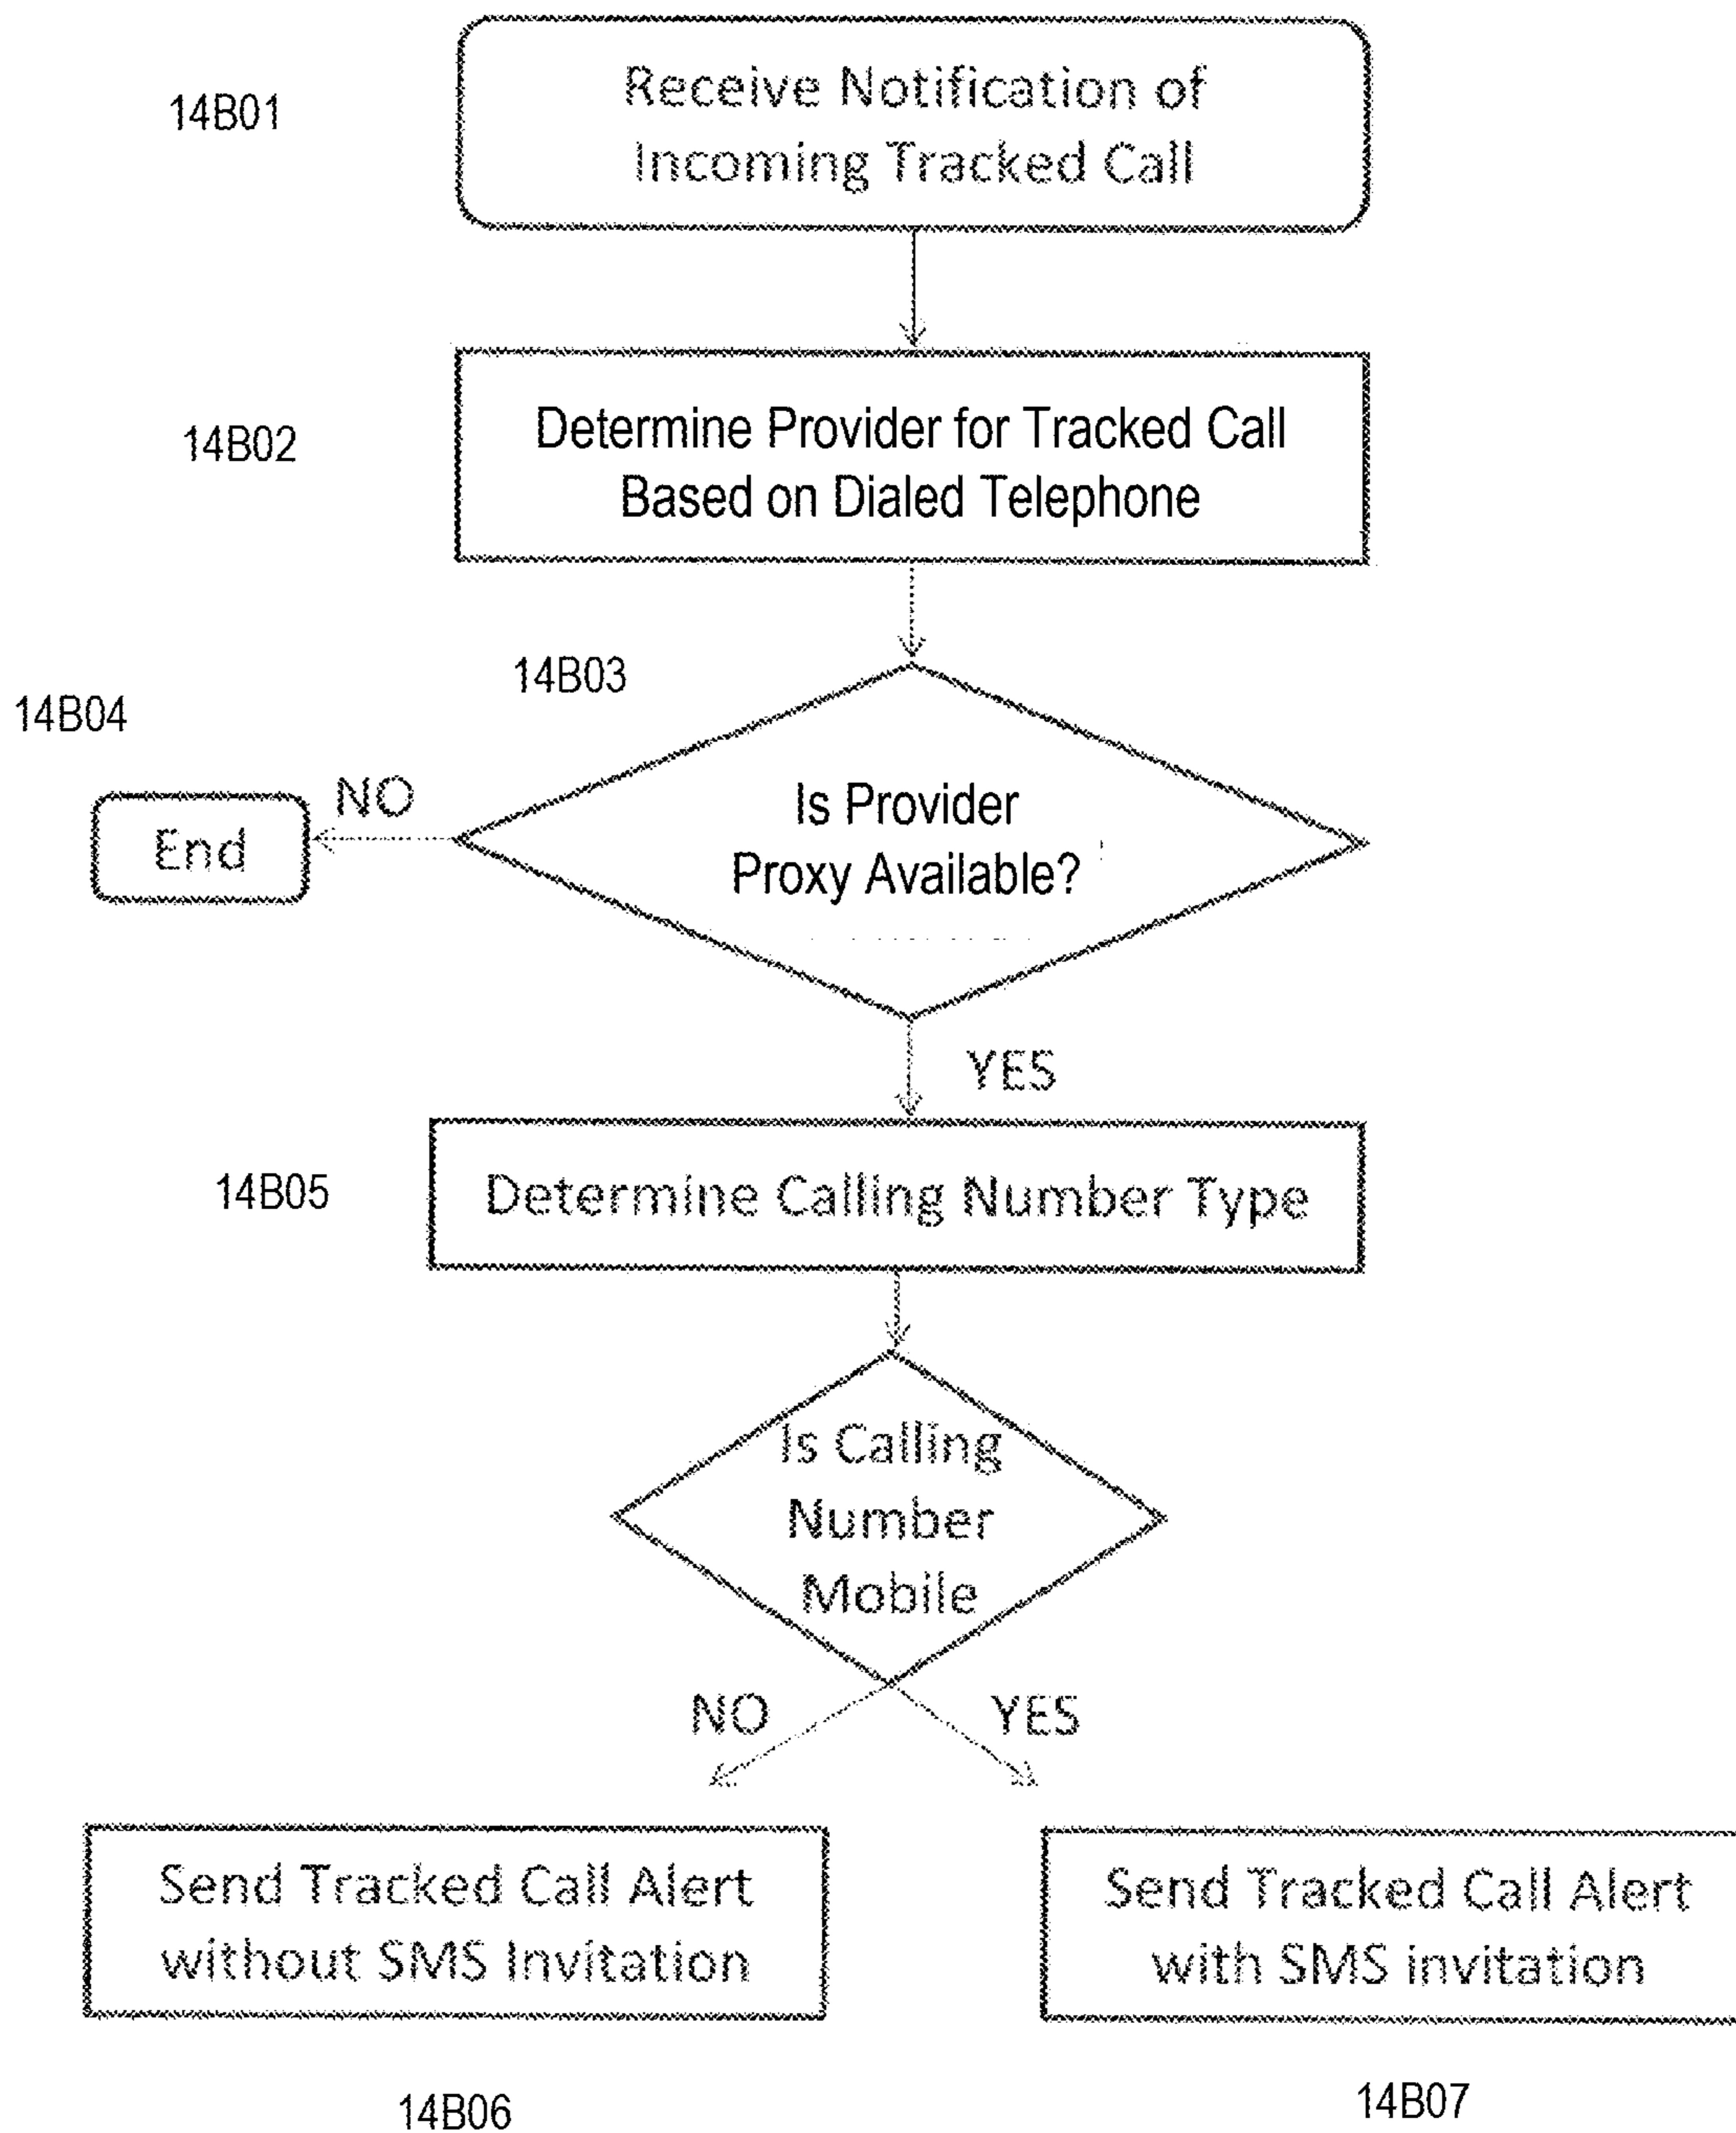 14B01
Receive Notification of
Incoming Tracked Call
14B02
Determine Provider for Tracked Call
Based on Dialed Telephone
14B03
14B04
NO
End
Is Provider
Proxy Available?
YES
14B05
Determine Calling Number Type
Is Calling
Number
Mobile
NO
YES
Send Tracked Call Alert
without SMS Invitation
Send Tracked Call Alert
with SMS invitation
14B06
14B07